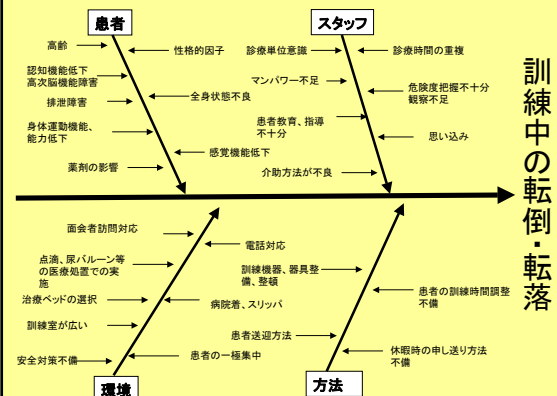 患者
スタッフ
高齢
性格的因子
認知機能低下
高次脳機能障害
全身状態不良
排泄障害
身体運動機能、
能力低下
感覚機能低下
薬剤の影響
診療単位意識
診療時間の重複
マンパワー不足
危険度把握不十分
観察不足
患者教育、指導
不十分
思い込み
介助方法が不良
訓練中の転倒・転落
面会者訪問対応
電話対応
点滴、尿バルーン等
の医療処置での実
施
治療ベッドの選択
病院着、スリッパ
訓練室が広い
患者の一極集中
安全対策不備
環境
訓練機器、器具整
備、整頓
患者の訓練時間調整
不備
患者送迎方法
休暇時の申し送り方法
不備
方法